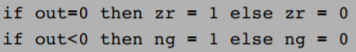 if out=0 then zr = 1 else zr = 0
if out<0 then ng = 1 else ng = 0